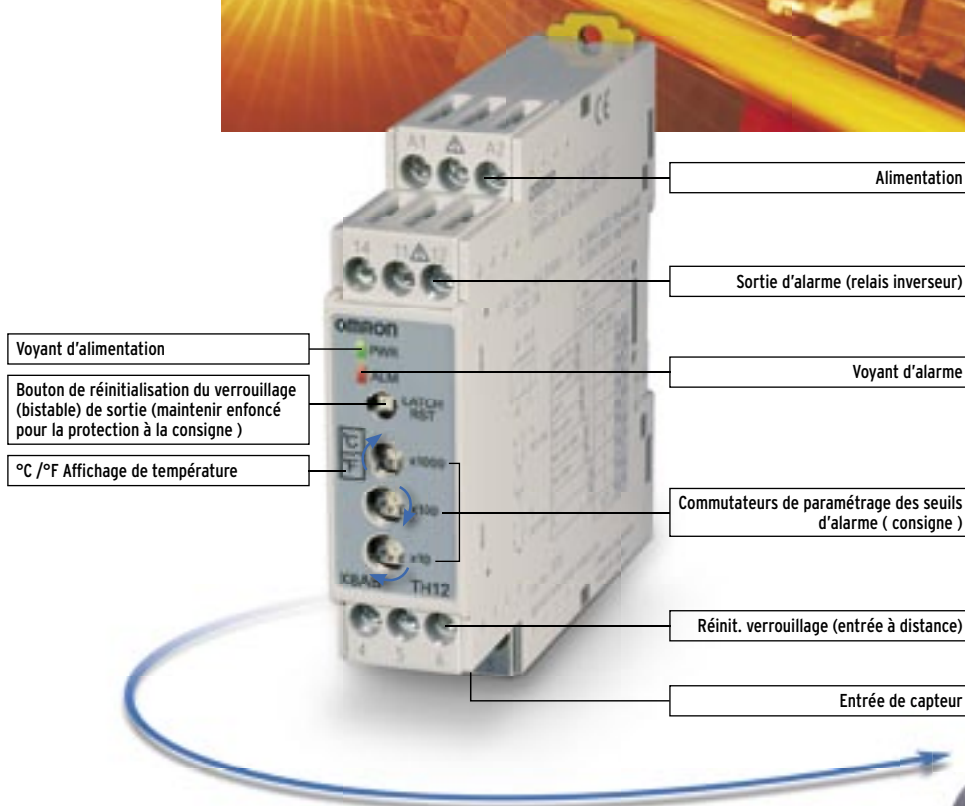 A1 A2
CE
Alimentation
14 11 12
Sortie d'alarme (relais inverseur)
OMRON
Voyant d'alimentation
PWR
ALM
Voyant d'alarme
Bouton de réinitialisation du verrouillage
(bistable) de sortie (maintenir enfoncé
pour la protection à la consigne )
LATCH
RST
°C
°F
°C /°F Affichage de température
x1000
x100
x10
Commutateurs de paramétrage des seuils
d'alarme ( consigne )
TH12
4 5 6
Réinit. verrouillage (entrée à distance)
Entrée de capteur